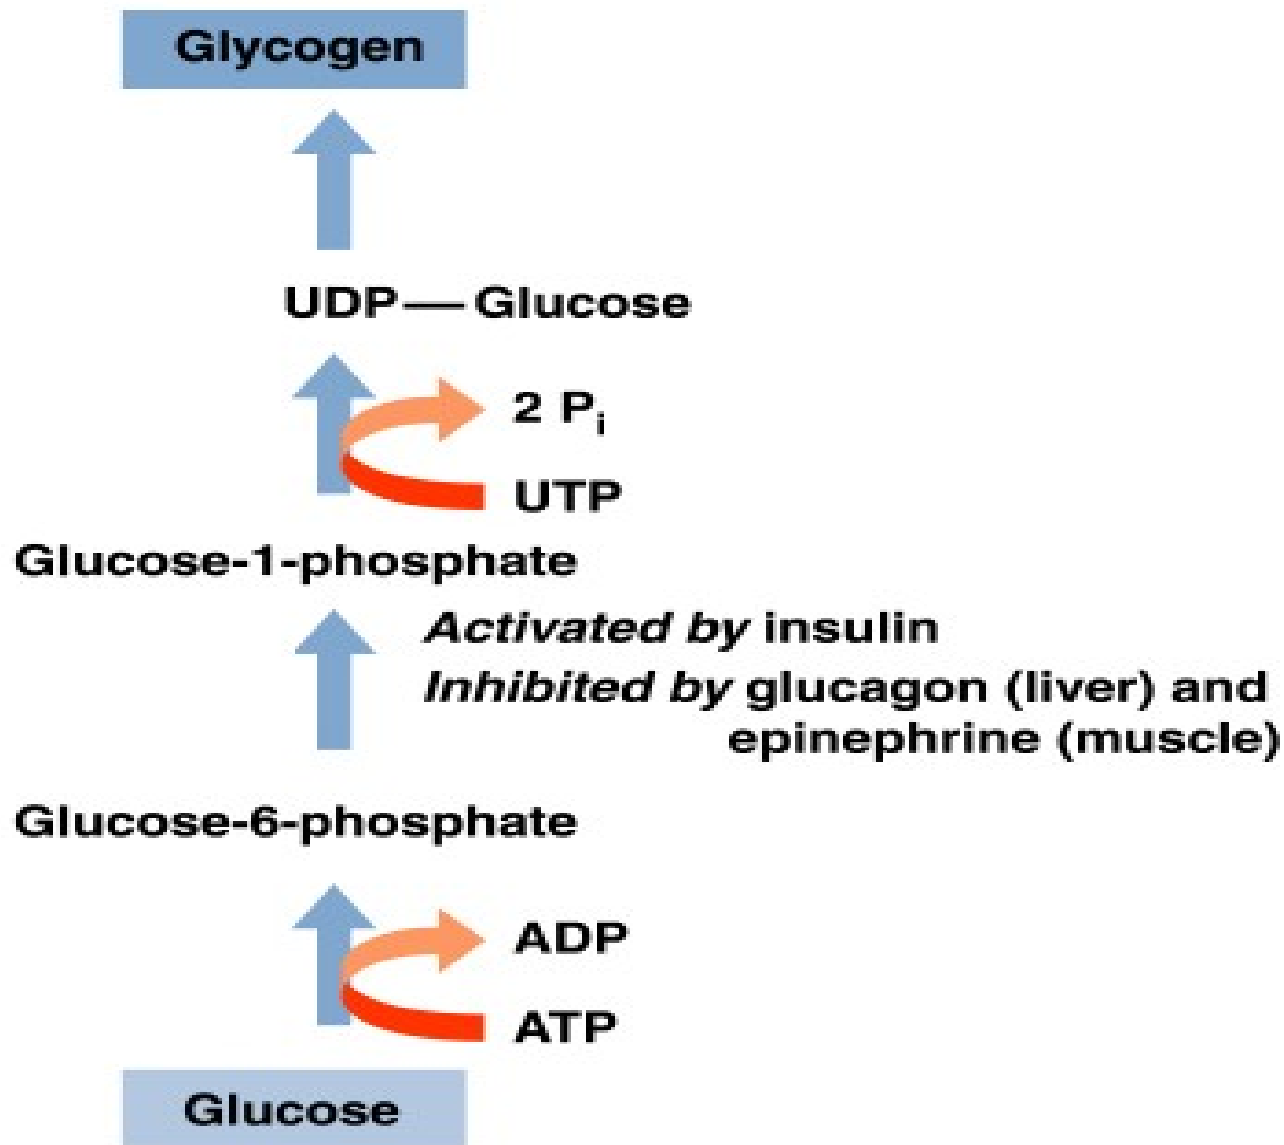 Glycogen
UDP—Glucose
2 Pi
UTP
Glucose-1-phosphate
Activated by insulin
Inhibited by glucagon (liver) and
epinephrine (muscle)
Glucose-6-phosphate
ADP
ATP
Glucose